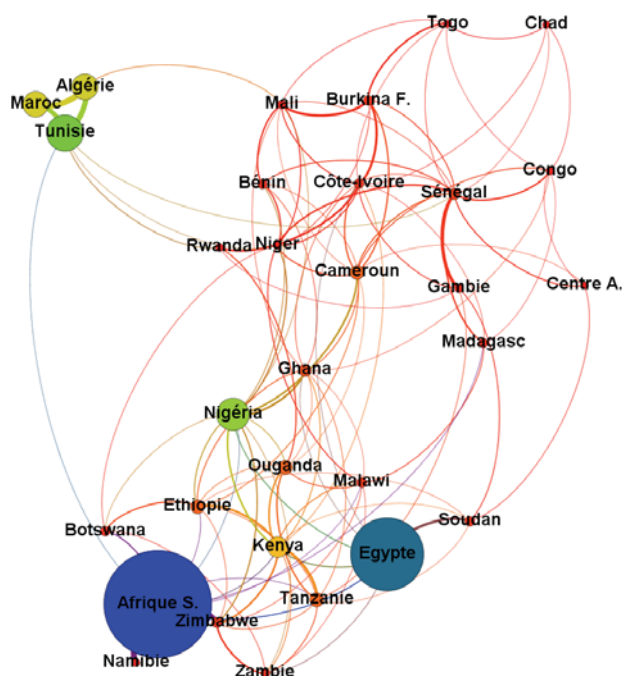 Togo
Chad
Algérie
Maroc
Mali
Burkina F.
Tunisie
Bénin
Côte-Ivoire
Sénégal
Congo
Rwanda
Niger
Cameroun
Gambie
Centre A.
Madagasc
Ghana
Nigéria
Ouganda
Malawi
Ethiopie
Botswana
Soudan
Kenya
Egypte
Afrique S.
Tanzanie
Zimbabwe
Namibie
Zambie